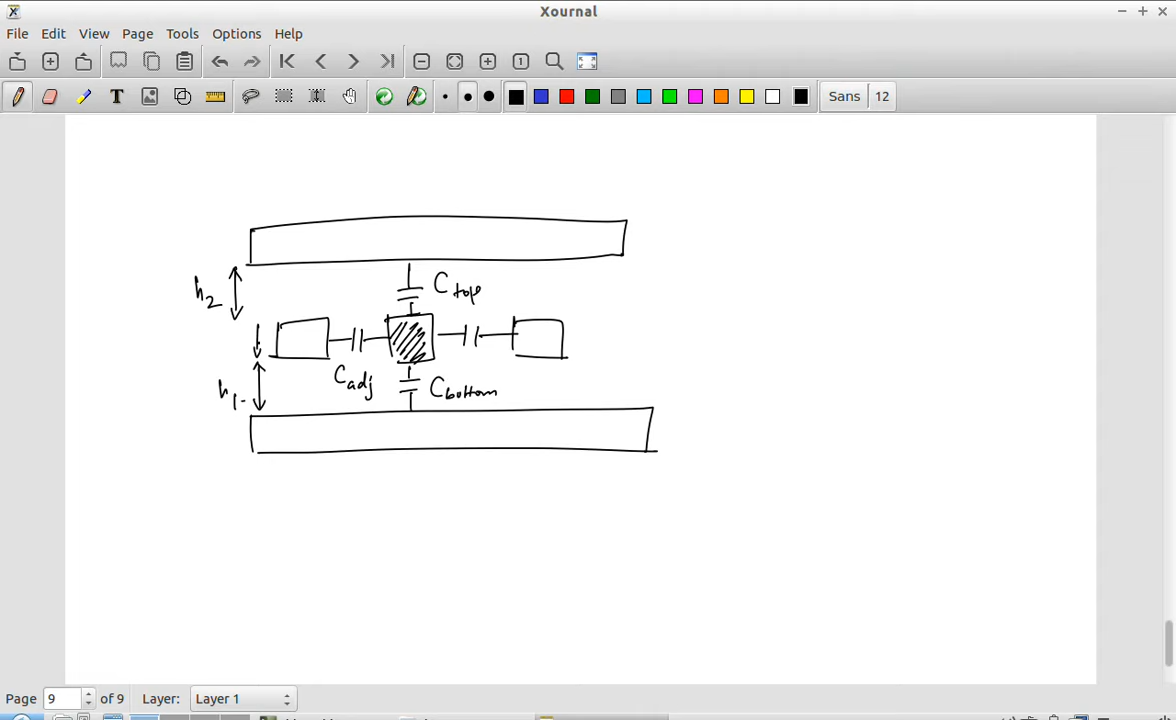 Xournal
File Edit View Page Tools Options Help
Sans 12
h2
C top
C adj
h1
C bottom
Page 9 of 9 Layer: Layer 1